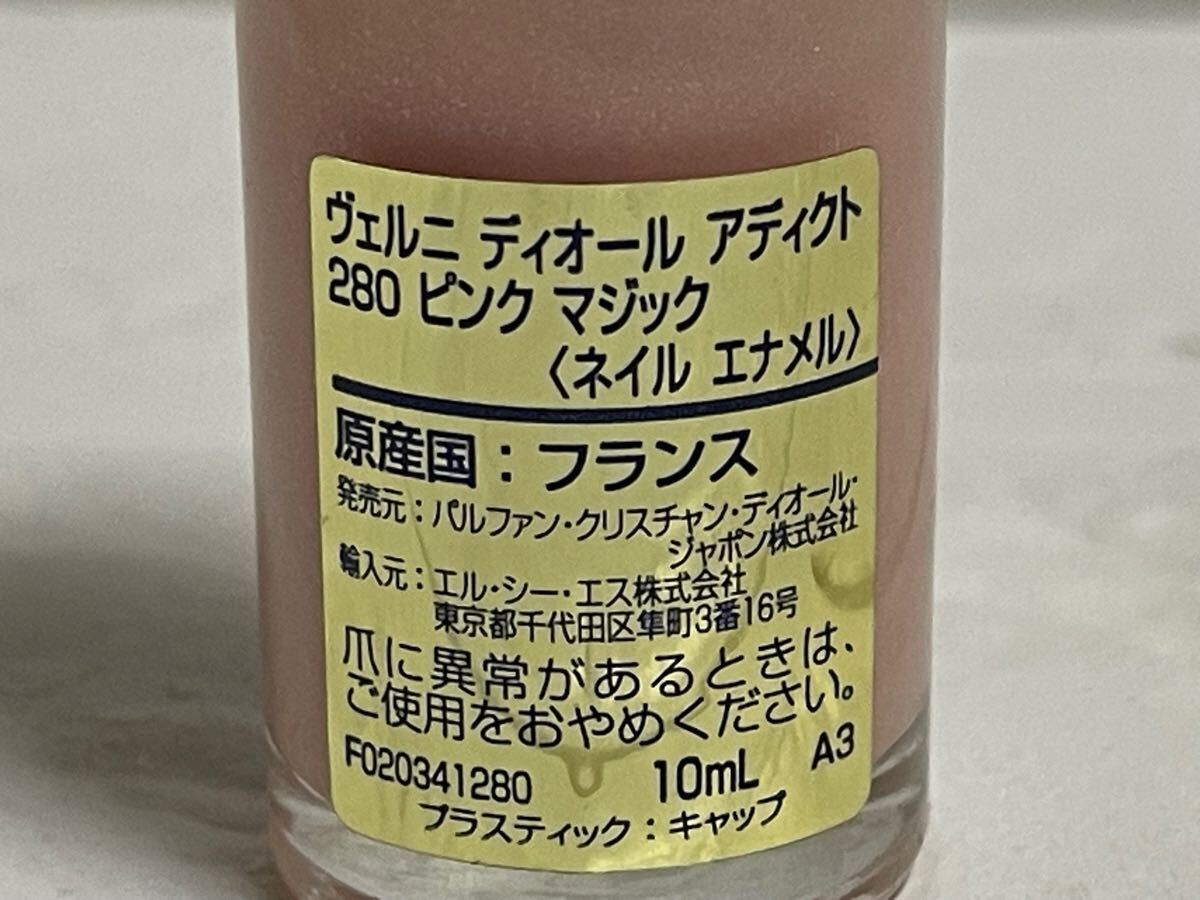 ヴェルニ ディオール アディクト
280 ピンク マジック
〈ネイル エナメル〉
原産国：フランス
発売元：パルファン・クリスチャン・ディオール・
ジャポン株式会社
輸入元：エル・シー・エス株式会社
東京都千代田区隼町3番16号
爪に異常があるときは、
ご使用をおやめください。
F020341280 10mL A3
プラスティック：キャップ